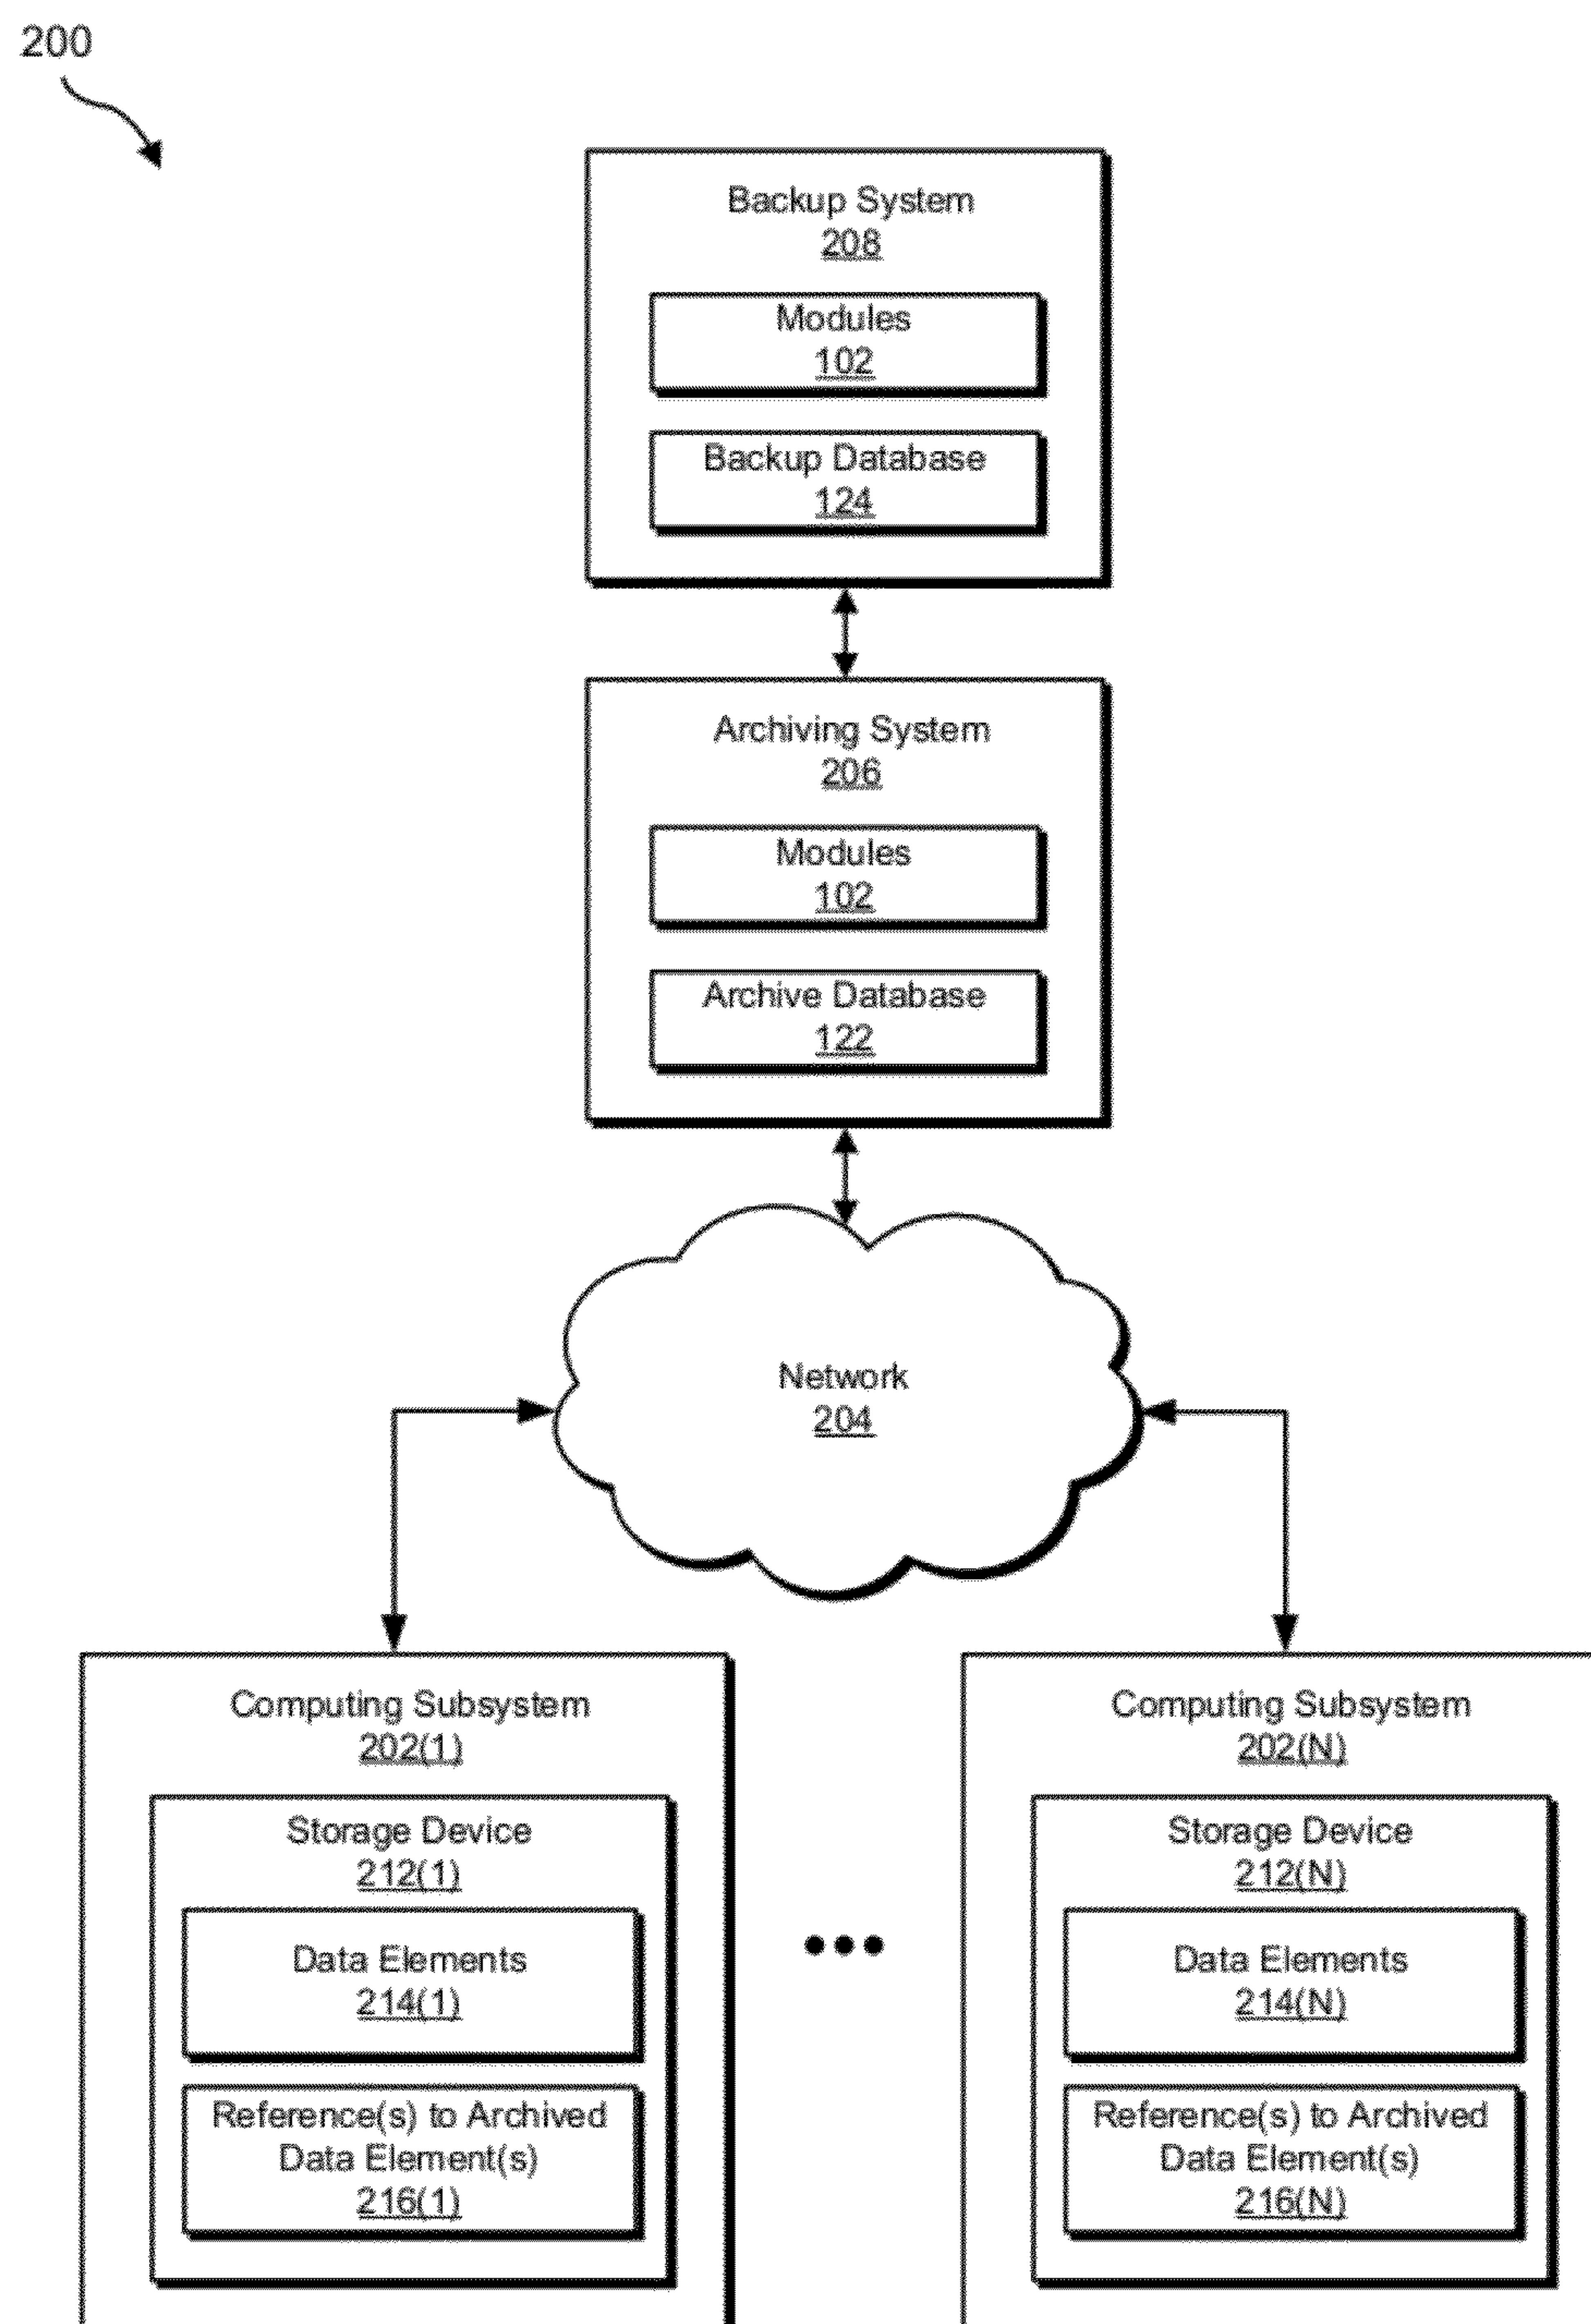 200
Backup System
208
Modules
102
Backup Database
124
Archiving System
206
Modules
102
Archive Database
122
Network
204
Computing Subsystem
202(1)
Storage Device
212(1)
Data Elements
214(1)
Reference(s) to Archived
Data Element(s)
216(1)
Computing Subsystem
202(N)
Storage Device
212(N)
Data Elements
214(N)
Reference(s) to Archived
Data Element(s)
216(N)